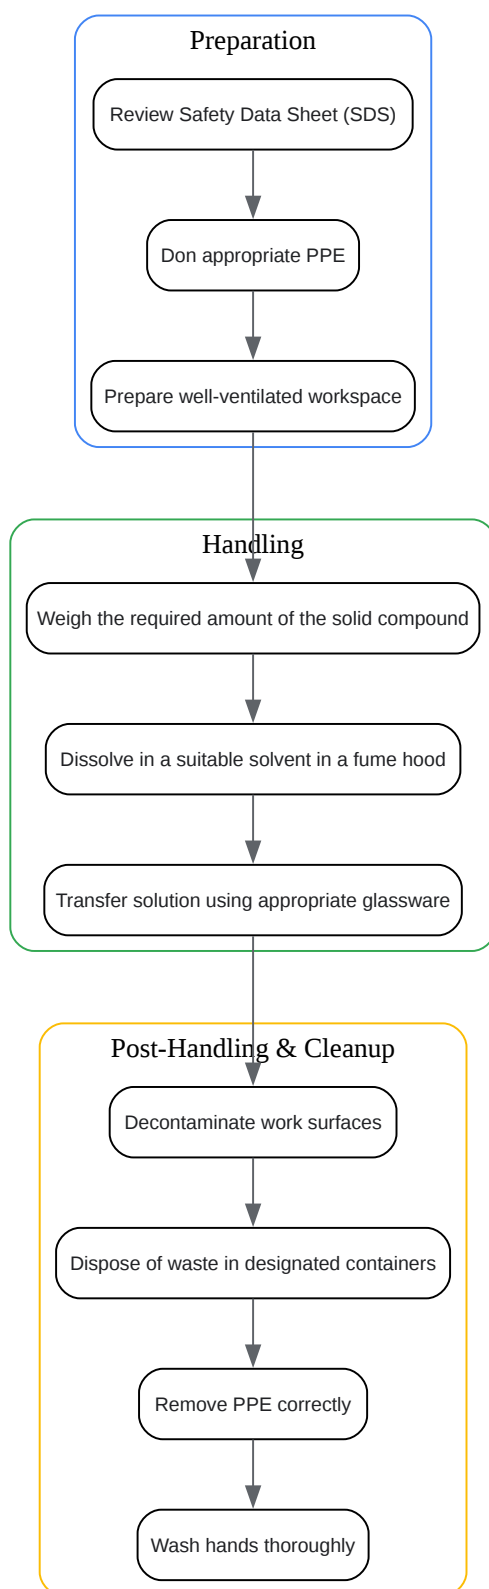 Preparation
Review Safety Data Sheet (SDS)
Don appropriate PPE
Prepare well-ventilated workspace
Handling
Weigh the required amount of the solid compound
Dissolve in a suitable solvent in a fume hood
Transfer solution using appropriate glassware
Post-Handling & Cleanup
Decontaminate work surfaces
Dispose of waste in designated containers
Remove PPE correctly
Wash hands thoroughly